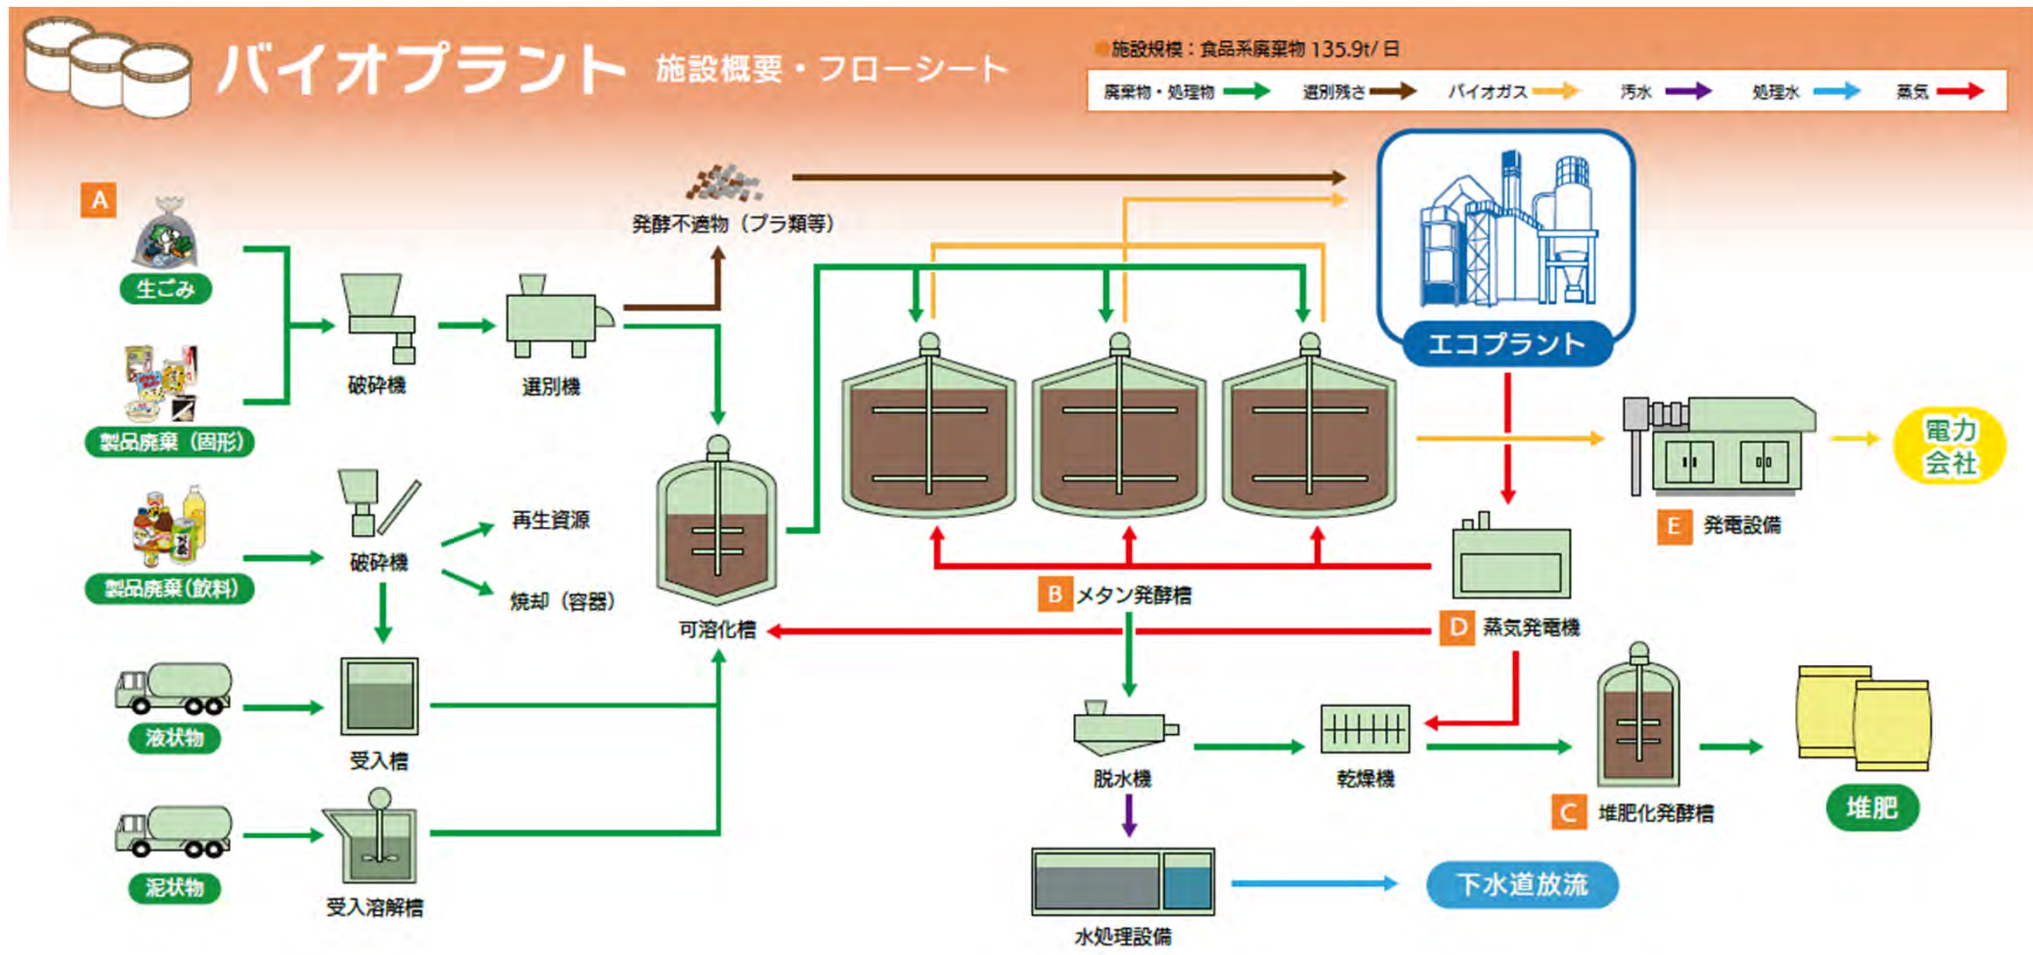 バイオプラント 施設概要・フローシート
●施設規模：食品系廃棄物 135.9t/日
廃棄物・処理物 選別残さ バイオガス 汚水 処理水 蒸気
A
生ごみ
製品廃棄（固形）
製品廃棄(飲料)
液状物
泥状物
破砕機
選別機
発酵不適物（プラ類等）
破砕機
再生資源
焼却（容器）
受入槽
受入溶解槽
可溶化槽
B メタン発酵槽
エコプラント
D 蒸気発電機
E 発電設備
電力
会社
脱水機
乾燥機
C 堆肥化発酵槽
堆肥
水処理設備
下水道放流